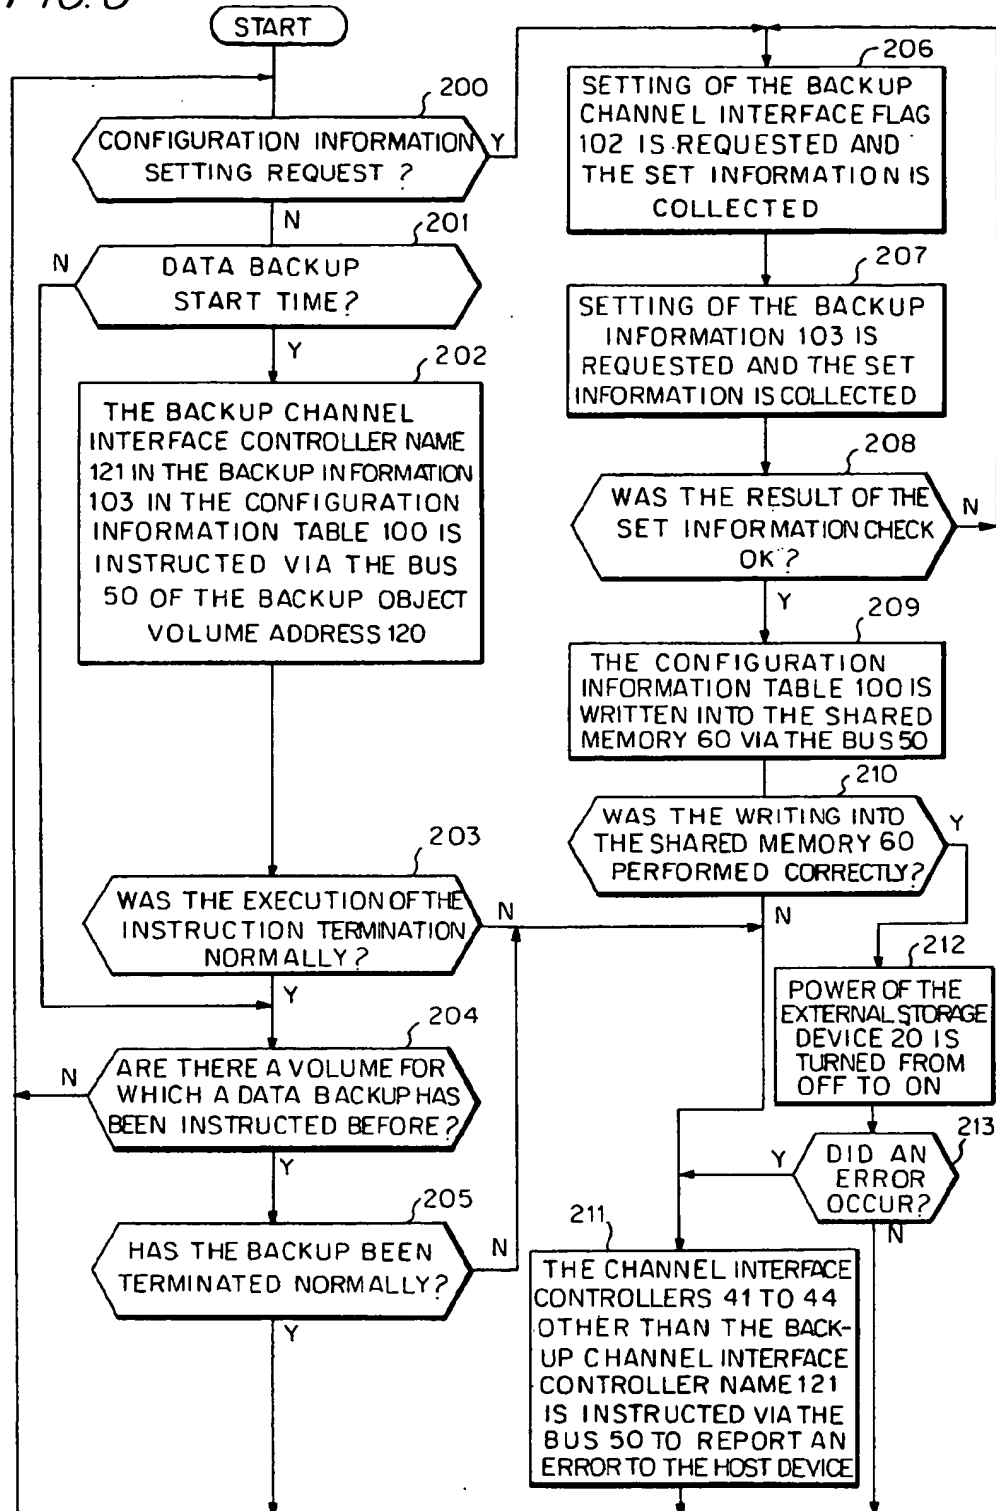 START
200
CONFIGURATION INFORMATION
SETTING REQUEST ?
Y
N
201
DATA BACKUP
START TIME?
N
Y
202
THE BACKUP CHANNEL
INTERFACE CONTROLLER NAME
121 IN THE BACKUP INFORMATION
103 IN THE CONFIGURATION
INFORMATION TABLE 100 IS
INSTRUCTED VIA THE BUS
50 OF THE BACKUP OBJECT
VOLUME ADDRESS 120
203
WAS THE EXECUTION OF THE
INSTRUCTION TERMINATION
NORMALLY?
N
Y
204
ARE THERE A VOLUME FOR
WHICH A DATA BACKUP HAS
BEEN INSTRUCTED BEFORE?
N
Y
205
HAS THE BACKUP BEEN
TERMINATED NORMALLY?
N
Y
206
SETTING OF THE BACKUP
CHANNEL INTERFACE FLAG
102 IS REQUESTED AND
THE SET INFORMATION IS
COLLECTED
207
SETTING OF THE BACKUP
INFORMATION 103 IS
REQUESTED AND THE SET
INFORMATION IS COLLECTED
208
WAS THE RESULT OF THE
SET INFORMATION CHECK
OK ?
N
Y
209
THE CONFIGURATION
INFORMATION TABLE 100 IS
WRITTEN INTO THE SHARED
MEMORY 60 VIA THE BUS 50
210
WAS THE WRITING INTO
THE SHARED MEMORY 60
PERFORMED CORRECTLY?
Y
N
212
POWER OF THE
EXTERNAL STORAGE
DEVICE 20 IS
TURNED FROM
OFF TO ON
213
DID AN
ERROR
OCCUR?
Y
N
211
THE CHANNEL INTERFACE
CONTROLLERS 41 TO 44
OTHER THAN THE BACK-
UP CHANNEL INTERFACE
CONTROLLER NAME 121
IS INSTRUCTED VIA THE
BUS 50 TO REPORT AN
ERROR TO THE HOST DEVICE